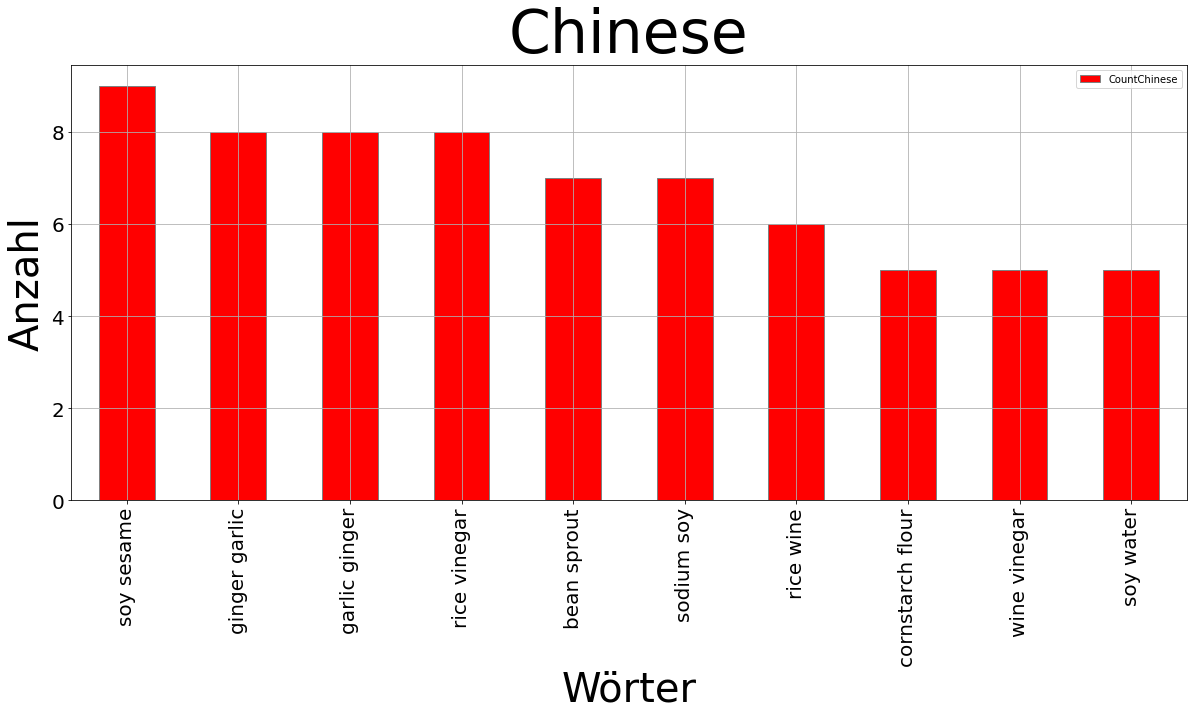 Chinese
CountChinese
Anzahl
8
6
4
2
0
soy sesame
ginger garlic
garlic ginger
rice vinegar
bean sprout
sodium soy
rice wine
cornstarch flour
wine vinegar
soy water
Wörter